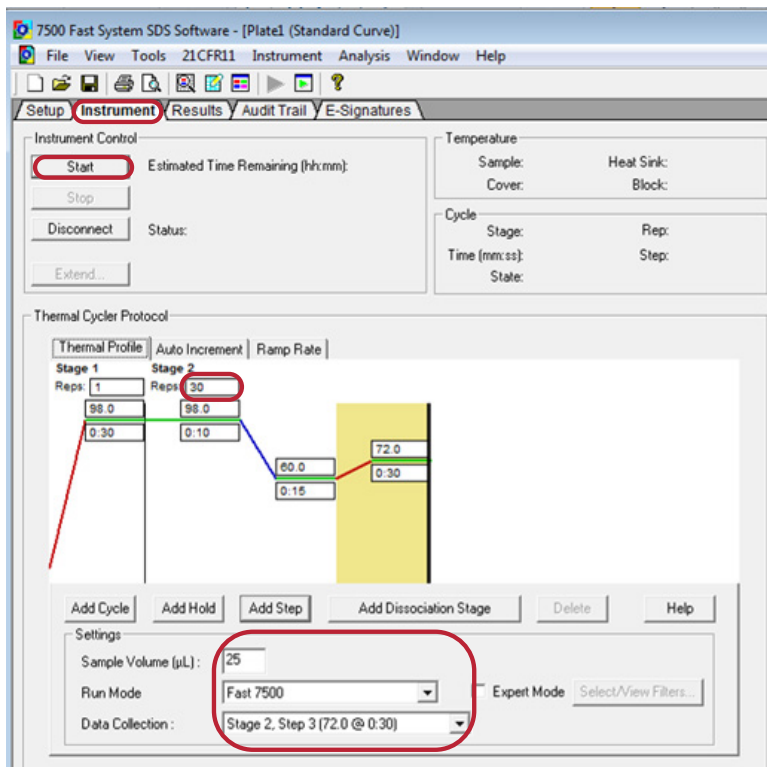 7500 Fast System SDS Software - [Plate1 (Standard Curve)]
File View Tools 21CFR11 Instrument Analysis Window Help
Setup Instrument Results Audit Trail E-Signatures
Instrument Control
Start Estimated Time Remaining (hh:mm):
Stop
Disconnect Status:
Extend...
Temperature
Sample: Heat Sink:
Cover: Block:
Cycle
Stage: Rep:
Time (mm:ss): Step:
State:
Thermal Cycler Protocol
Thermal Profile Auto Increment Ramp Rate
Stage 1 Stage 2
Reps: 1 Reps: 30
98.0 98.0
0:30 0:10
72.0
60.0 0:30
0:15
Add Cycle Add Hold Add Step Add Dissociation Stage Delete Help
Settings
Sample Volume (µL) : 25
Run Mode Fast 7500 Expert Mode Select/View Filters...
Data Collection : Stage 2, Step 3 (72.0 @ 0:30)